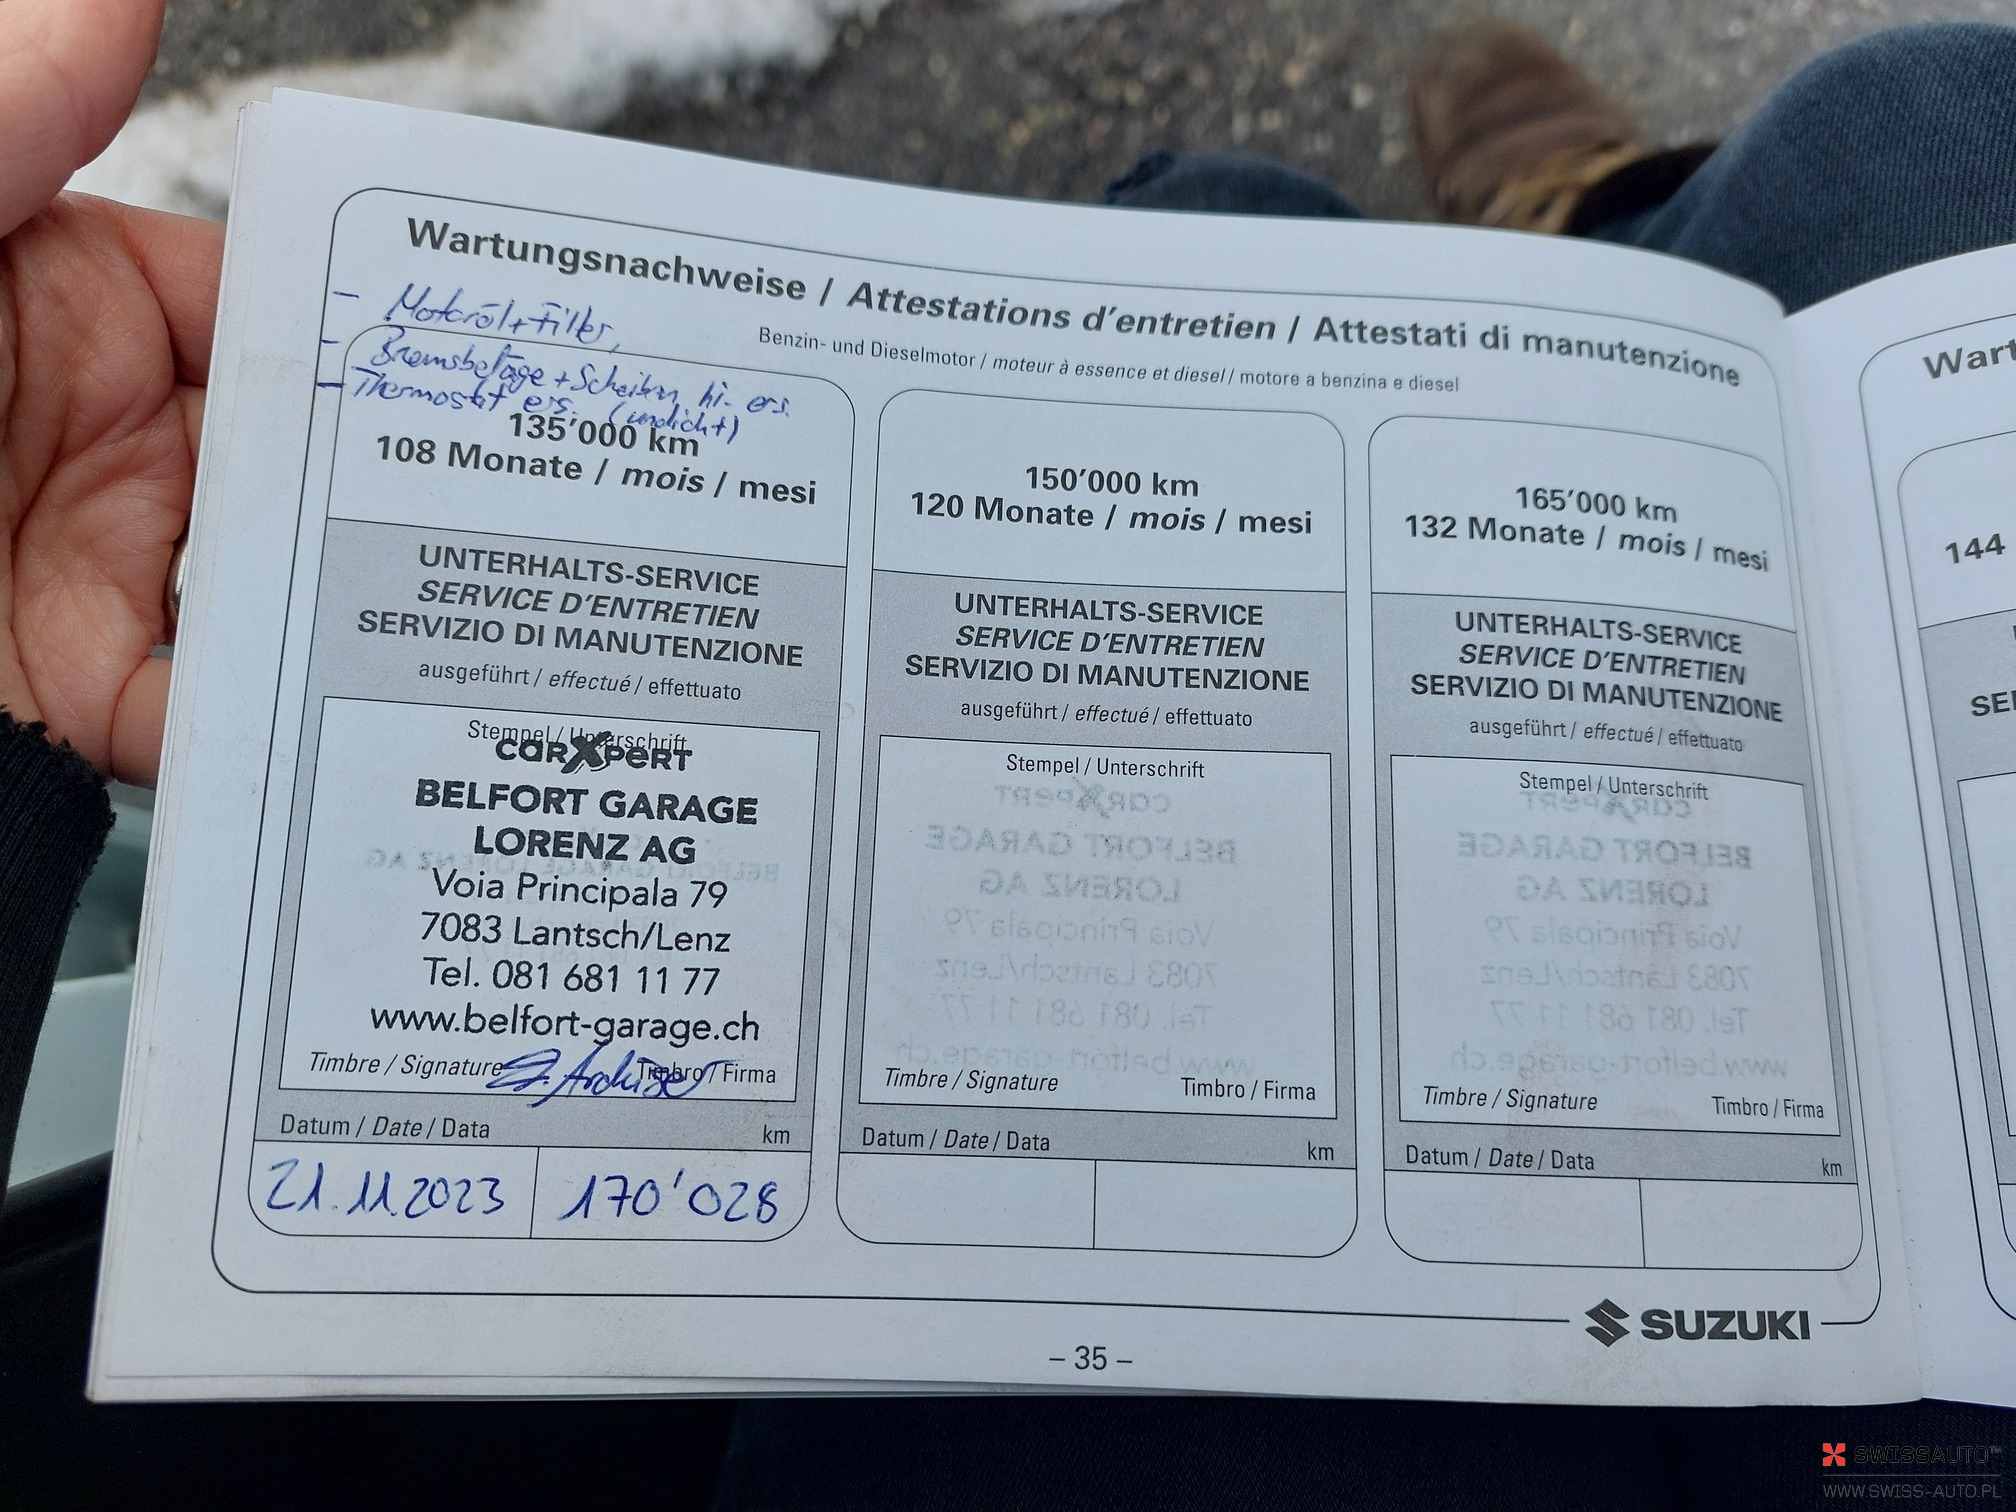 Wartungsnachweise / Attestations d'entretien / Attestati di manutenzione
Benzin- und Dieselmotor / moteur à essence et diesel / motore a benzina e diesel
– Motoröl + Filter,
– Bremsbeläge + Scheiben hi. ers.
– Thermostat ers. (undicht)
135'000 km
108 Monate / mois / mesi
UNTERHALTS-SERVICE
SERVICE D'ENTRETIEN
SERVIZIO DI MANUTENZIONE
ausgeführt / effectué / effettuato
Stempel / Unterschrift
carXpert
BELFORT GARAGE
LORENZ AG
Voia Principala 79
7083 Lantsch/Lenz
Tel. 081 681 11 77
www.belfort-garage.ch
Timbre / Signature Timbro / Firma
Datum / Date / Data km
21.11.2023 170'028
150'000 km
120 Monate / mois / mesi
UNTERHALTS-SERVICE
SERVICE D'ENTRETIEN
SERVIZIO DI MANUTENZIONE
ausgeführt / effectué / effettuato
Stempel / Unterschrift
Timbre / Signature Timbro / Firma
Datum / Date / Data km
165'000 km
132 Monate / mois / mesi
UNTERHALTS-SERVICE
SERVICE D'ENTRETIEN
SERVIZIO DI MANUTENZIONE
ausgeführt / effectué / effettuato
Stempel / Unterschrift
Timbre / Signature Timbro / Firma
Datum / Date / Data km
SUZUKI
– 35 –
144
SWISSAUTO™
WWW.SWISS-AUTO.PL